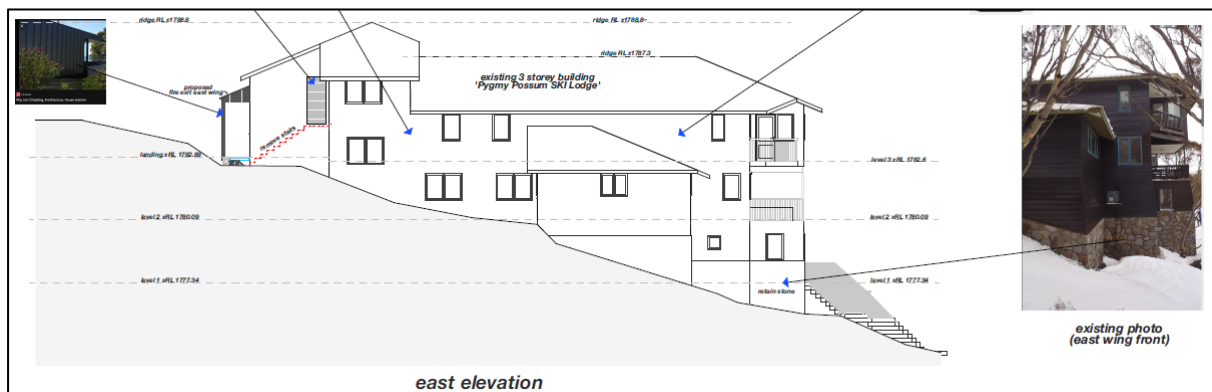 ridge RL x1788.8
ridge RL x1788.8
ridge RL x1787.3
existing 3 storey building
'Pygmy Possum SKI Lodge'
proposed
fire exit east wing
remove stairs
landing xRL 1782.89
level 3 xRL 1782.8
level 2 xRL 1780.09
level 2 xRL 1780.09
level 1 xRL 1777.34
level 1 xRL 1777.34
retain stone
existing photo
(east wing front)
east elevation